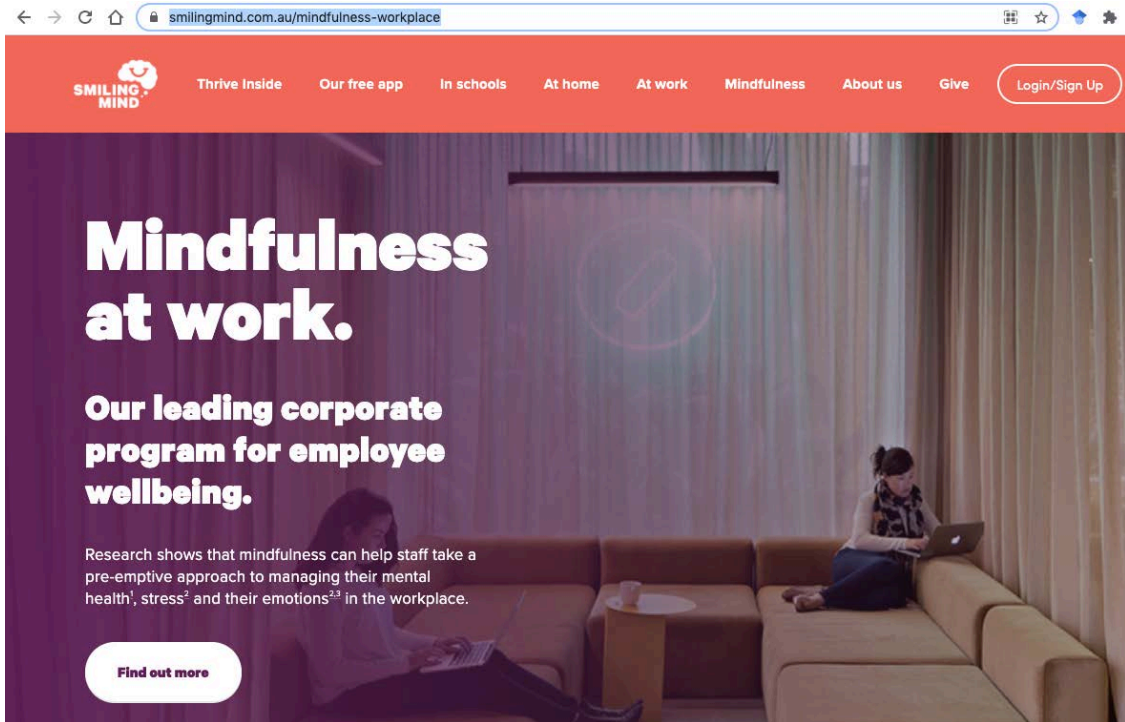 smilingmind.com.au/mindfulness-workplace
SMILING
MIND
Thrive Inside Our free app In schools At home At work Mindfulness About us Give Login/Sign Up
Mindfulness
at work.
Our leading corporate
program for employee
wellbeing.
Research shows that mindfulness can help staff take a
pre-emptive approach to managing their mental
health¹, stress² and their emotions²,³ in the workplace.
Find out more